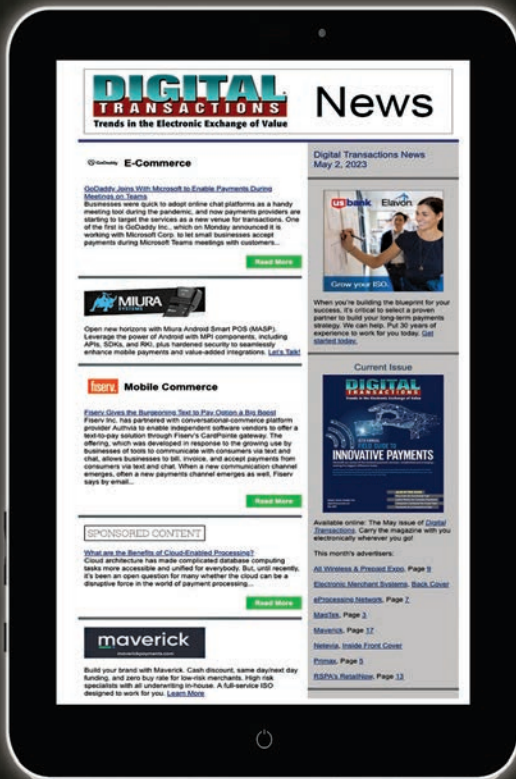 DIGITAL
TRANSACTIONS
Trends in the Electronic Exchange of Value
News
GoDaddy
E-Commerce
GoDaddy Joins With Microsoft to Enable Payments During
Meetings on Teams
Businesses were quick to adopt online chat platforms as a handy
meeting tool during the pandemic, and now payments providers are
starting to target the services as a new venue for transactions. One
of the first is GoDaddy Inc., which on Monday announced it is
working with Microsoft Corp. to let small businesses accept
payments during Microsoft Teams meetings with customers...
Read More
MIURA
SYSTEMS
Open new horizons with Miura Android Smart POS (MASP).
Leverage the power of Android with MPI components, including
APIs, SDKs, and RKI, plus hardened security to seamlessly
enhance mobile payments and value-added integrations. Let's Talk!
fiserv.
Mobile Commerce
Fiserv Gives the Burgeoning Text to Pay Option a Big Boost
Fiserv Inc. has partnered with conversational-commerce platform
provider Authvia to enable independent software vendors to offer a
text-to-pay solution through Fiserv's CardPointe gateway. The
offering, which was developed in response to the growing use by
businesses of tools to communicate with consumers via text and
chat, allows businesses to bill, invoice, and accept payments from
consumers via text and chat. When a new communication channel
emerges, often a new payments channel emerges as well, Fiserv
says by email...
Read More
SPONSORED CONTENT
What are the Benefits of Cloud-Enabled Processing?
Cloud architecture has made complicated database computing
tasks more accessible and unified for everybody. But, until recently,
it's been an open question for many whether the cloud can be a
disruptive force in the world of payment processing...
Read More
maverick
maverickpayments.com
Build your brand with Maverick. Cash discount, same day/next day
funding, and zero buy rate for low-risk merchants. High risk
specialists with all underwriting in-house. A full-service ISO
designed to work for you. Learn More
Digital Transactions News
May 2, 2023
us bank
Elavon
Grow your ISO.
When you're building the blueprint for your
success, it's critical to select a proven
partner to build your long-term payments
strategy. We can help. Put 30 years of
experience to work for you today. Get
started today.
Current Issue
DIGITAL
TRANSACTIONS
Trends in the Electronic Exchange of Value
FIELD GUIDE TO
INNOVATIVE PAYMENTS
Available online: The May issue of Digital
Transactions. Carry the magazine with you
electronically wherever you go!
This month's advertisers:
All Wireless & Prepaid Expo, Page 9
Electronic Merchant Systems, Back Cover
eProcessing Network, Page 7
MagTek, Page 3
Maverick, Page 17
Netevia, Inside Front Cover
Primax, Page 5
RSPA's RetailNow, Page 13